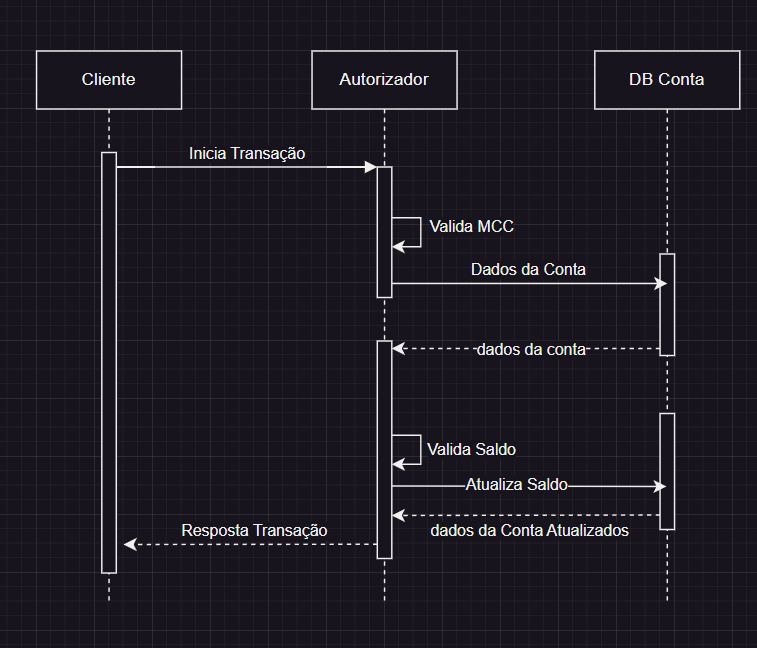 Cliente
Autorizador
DB Conta
Inicia Transação
Valida MCC
Dados da Conta
dados da conta
Valida Saldo
Atualiza Saldo
Resposta Transação
dados da Conta Atualizados